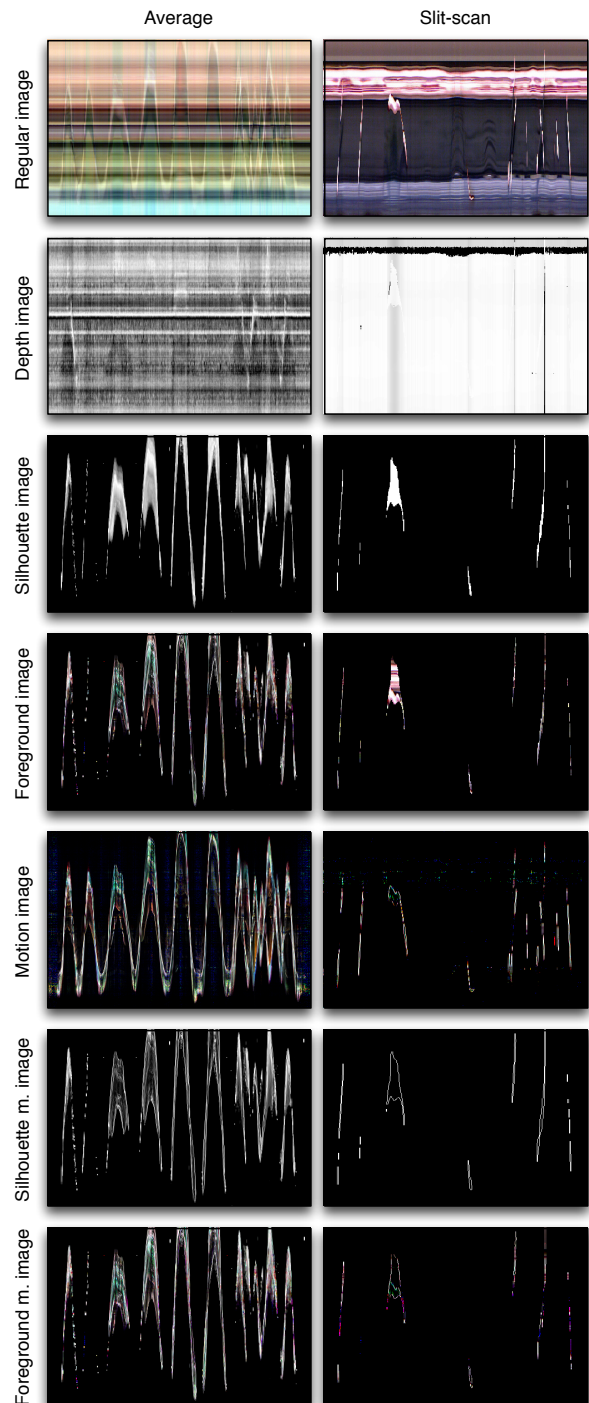 Average
Slit-scan
Regular image
Depth image
Silhouette image
Foreground image
Motion image
Silhouette m. image
Foreground m. image